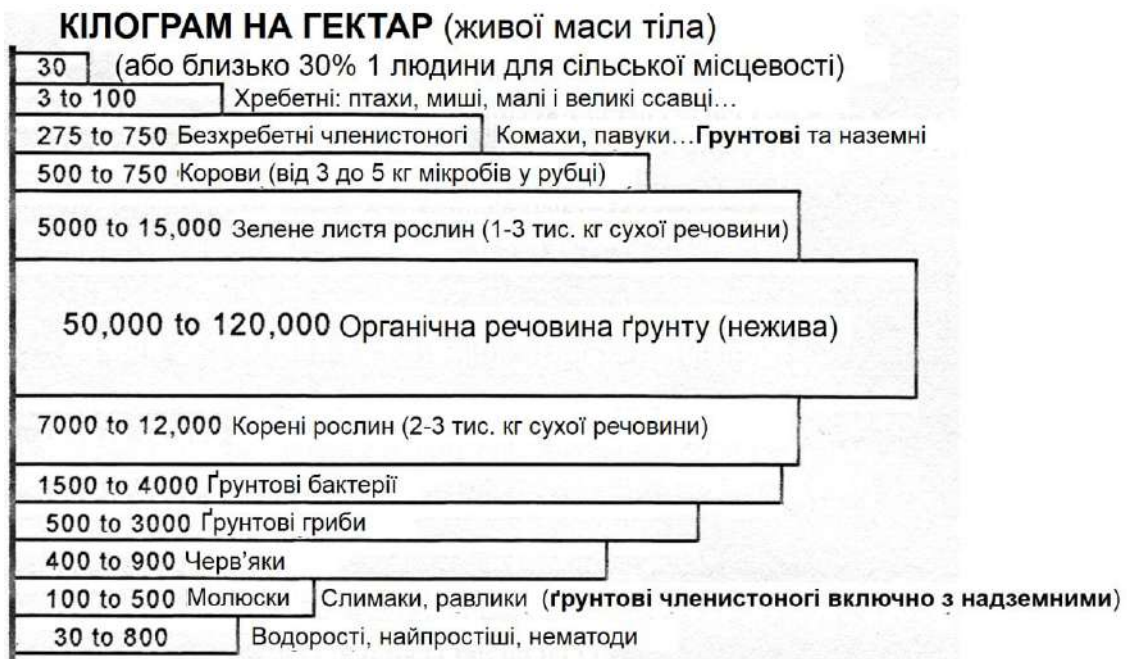 КІЛОГРАМ НА ГЕКТАР (живої маси тіла)
30 (або близько 30% 1 людини для сільської місцевості)
3 to 100 Хребетні: птахи, миші, малі і великі ссавці...
275 to 750 Безхребетні членистоногі Комахи, павуки...Грунтові та наземні
500 to 750 Корови (від 3 до 5 кг мікробів у рубці)
5000 to 15,000 Зелене листя рослин (1-3 тис. кг сухої речовини)
50,000 to 120,000 Органічна речовина ґрунту (нежива)
7000 to 12,000 Корені рослин (2-3 тис. кг сухої речовини)
1500 to 4000 Ґрунтові бактерії
500 to 3000 Ґрунтові гриби
400 to 900 Черв'яки
100 to 500 Молюски Слимаки, равлики (ґрунтові членистоногі включно з надземними)
30 to 800 Водорості, найпростіші, нематоди